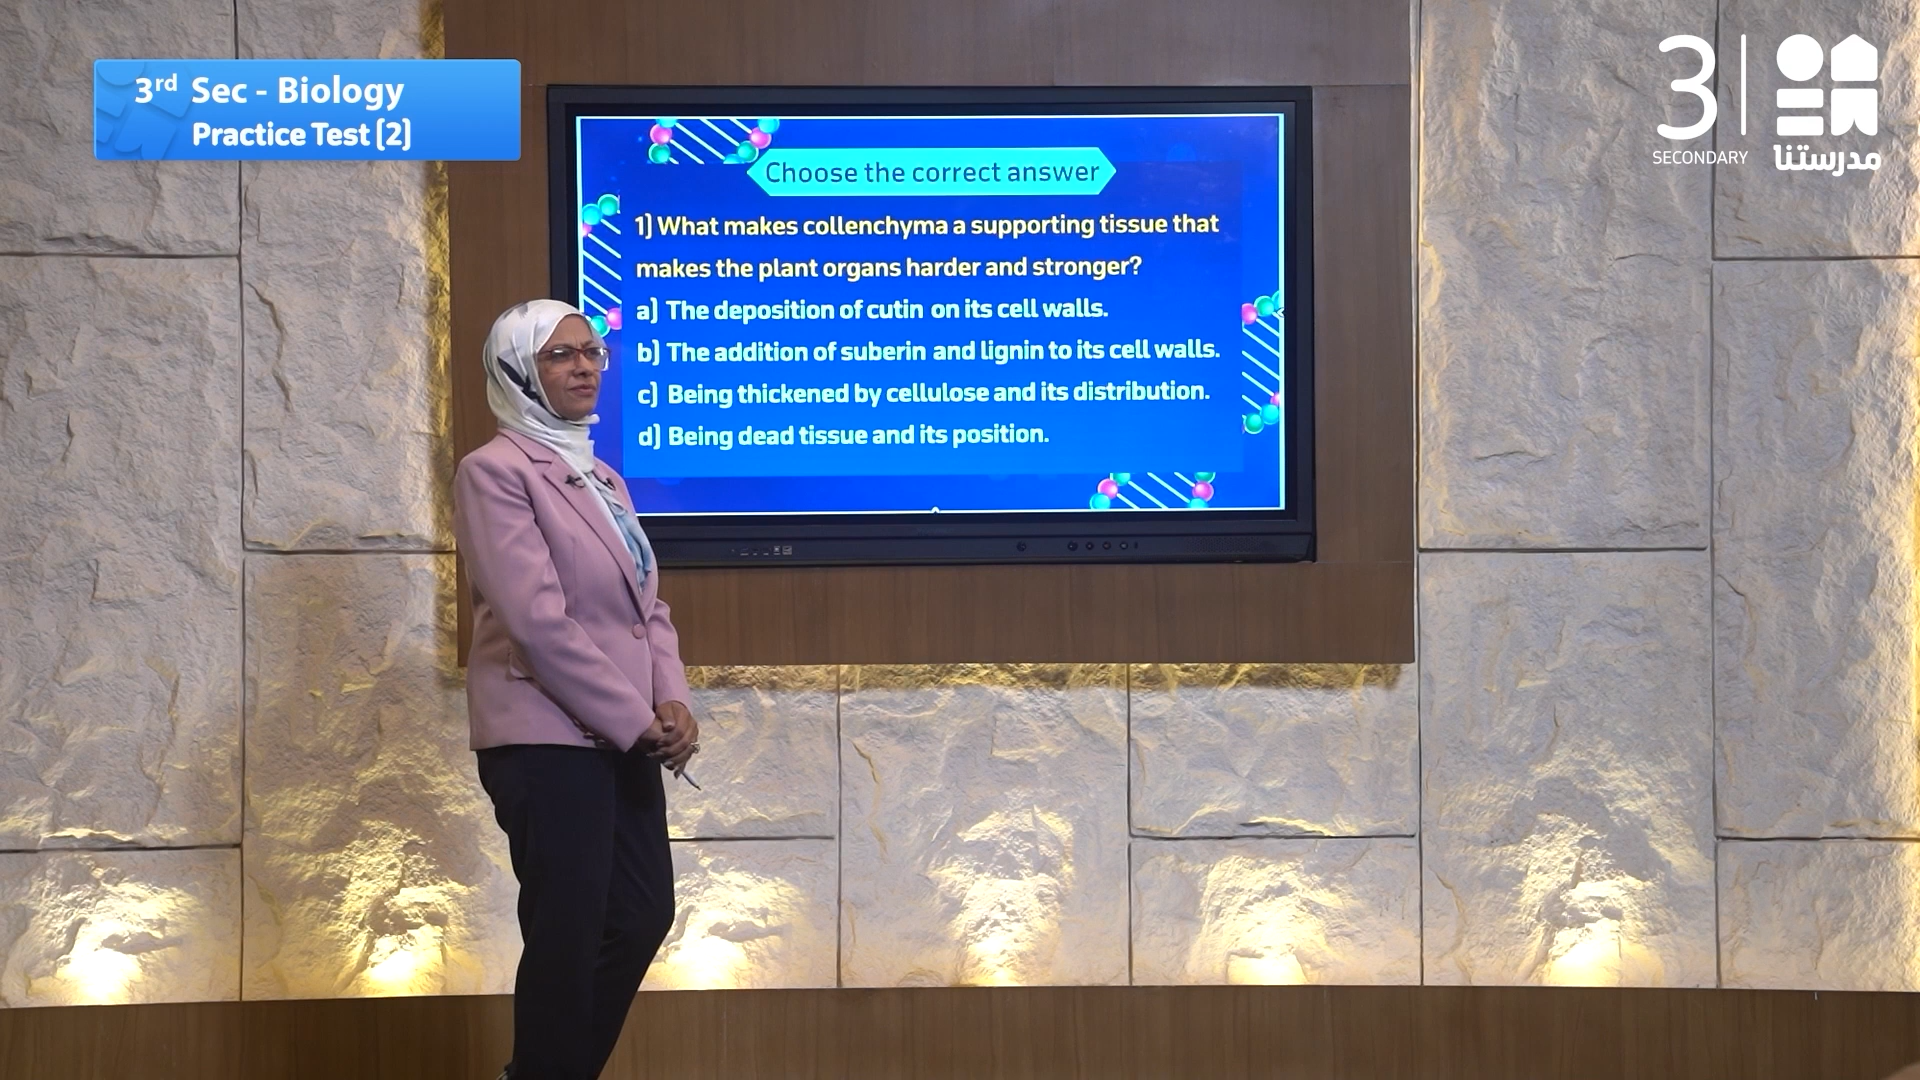 3rd Sec - Biology
Practice Test (2)
3
SECONDARY
مدرستنا
Choose the correct answer
1) What makes collenchyma a supporting tissue that
makes the plant organs harder and stronger?
a) The deposition of cutin on its cell walls.
b) The addition of suberin and lignin to its cell walls.
c) Being thickened by cellulose and its distribution.
d) Being dead tissue and its position.